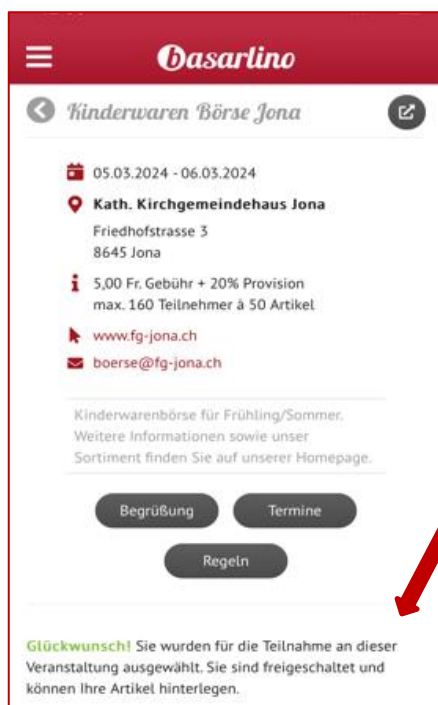 basarlino
Kinderwaren Börse Jona
05.03.2024 - 06.03.2024
Kath. Kirchgemeindehaus Jona
Friedhofstrasse 3
8645 Jona
5,00 Fr. Gebühr + 20% Provision
max. 160 Teilnehmer à 50 Artikel
www.fg-jona.ch
boerse@fg-jona.ch
Kinderwarenbörse für Frühling/Sommer.
Weitere Informationen sowie unser
Sortiment finden Sie auf unserer Homepage.
Begrüßung Termine
Regeln
Glückwunsch! Sie wurden für die Teilnahme an dieser
Veranstaltung ausgewählt. Sie sind freigeschaltet und
können Ihre Artikel hinterlegen.